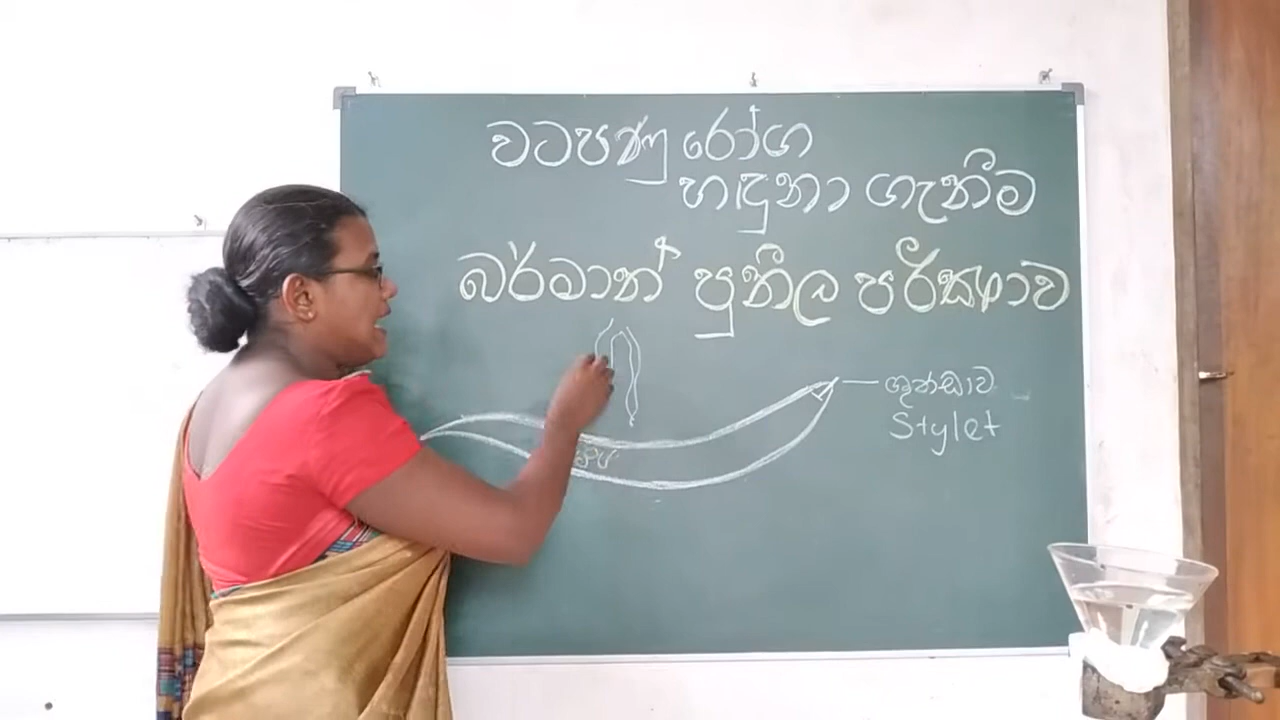 වටපණු රෝග
හඳුනා ගැනීම
බර්මාන් පුනීල පරීක්ෂාව
ශුන්ඩාව
Stylet